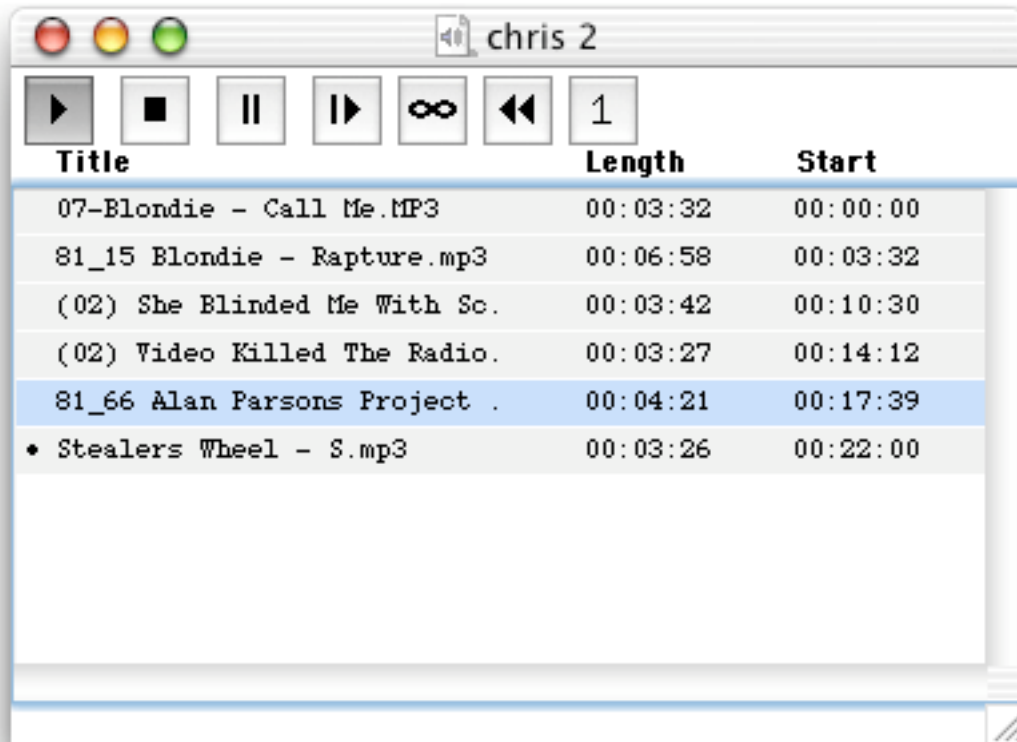 chris 2
1
Title Length Start
07-Blondie - Call Me.MP3 00:03:32 00:00:00
81_15 Blondie - Rapture.mp3 00:06:58 00:03:32
(02) She Blinded Me With Sc. 00:03:42 00:10:30
(02) Video Killed The Radio. 00:03:27 00:14:12
81_66 Alan Parsons Project . 00:04:21 00:17:39
• Stealers Wheel - S.mp3 00:03:26 00:22:00